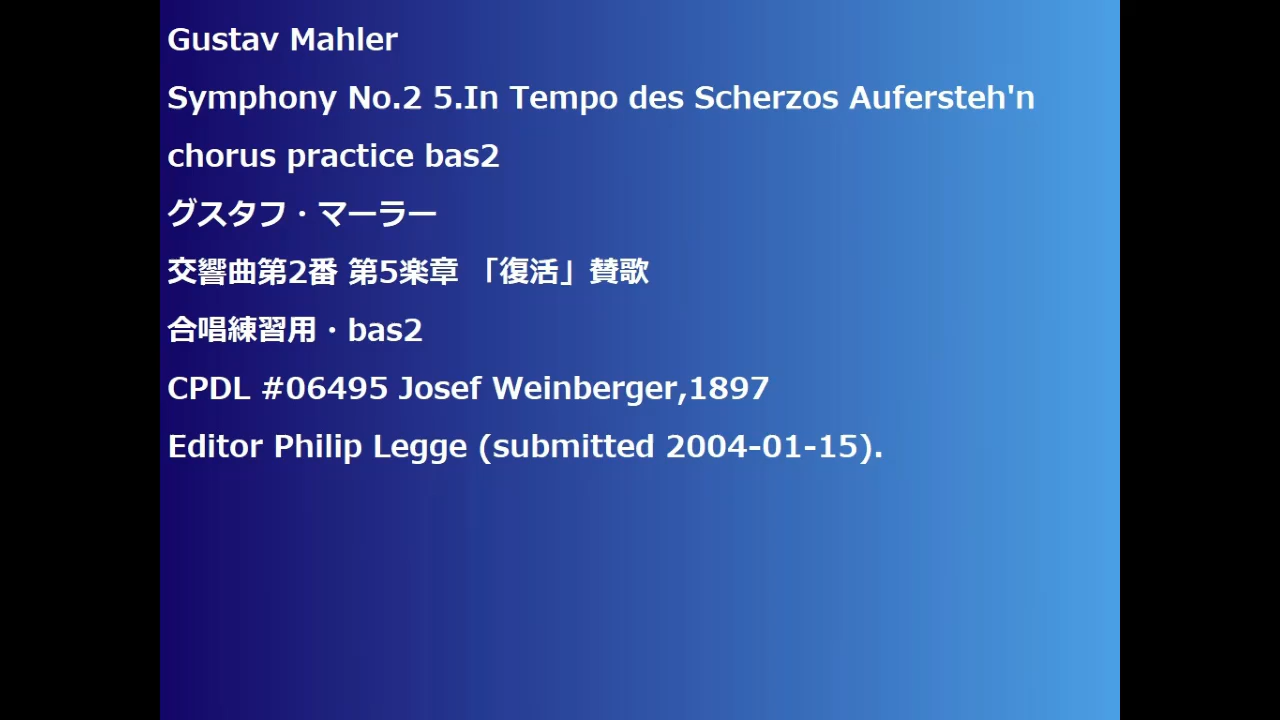 Gustav Mahler
Symphony No.2 5.In Tempo des Scherzos Aufersteh'n
chorus practice bas2
グスタフ・マーラー
交響曲第2番 第5楽章 「復活」賛歌
合唱練習用・bas2
CPDL #06495 Josef Weinberger,1897
Editor Philip Legge (submitted 2004-01-15).